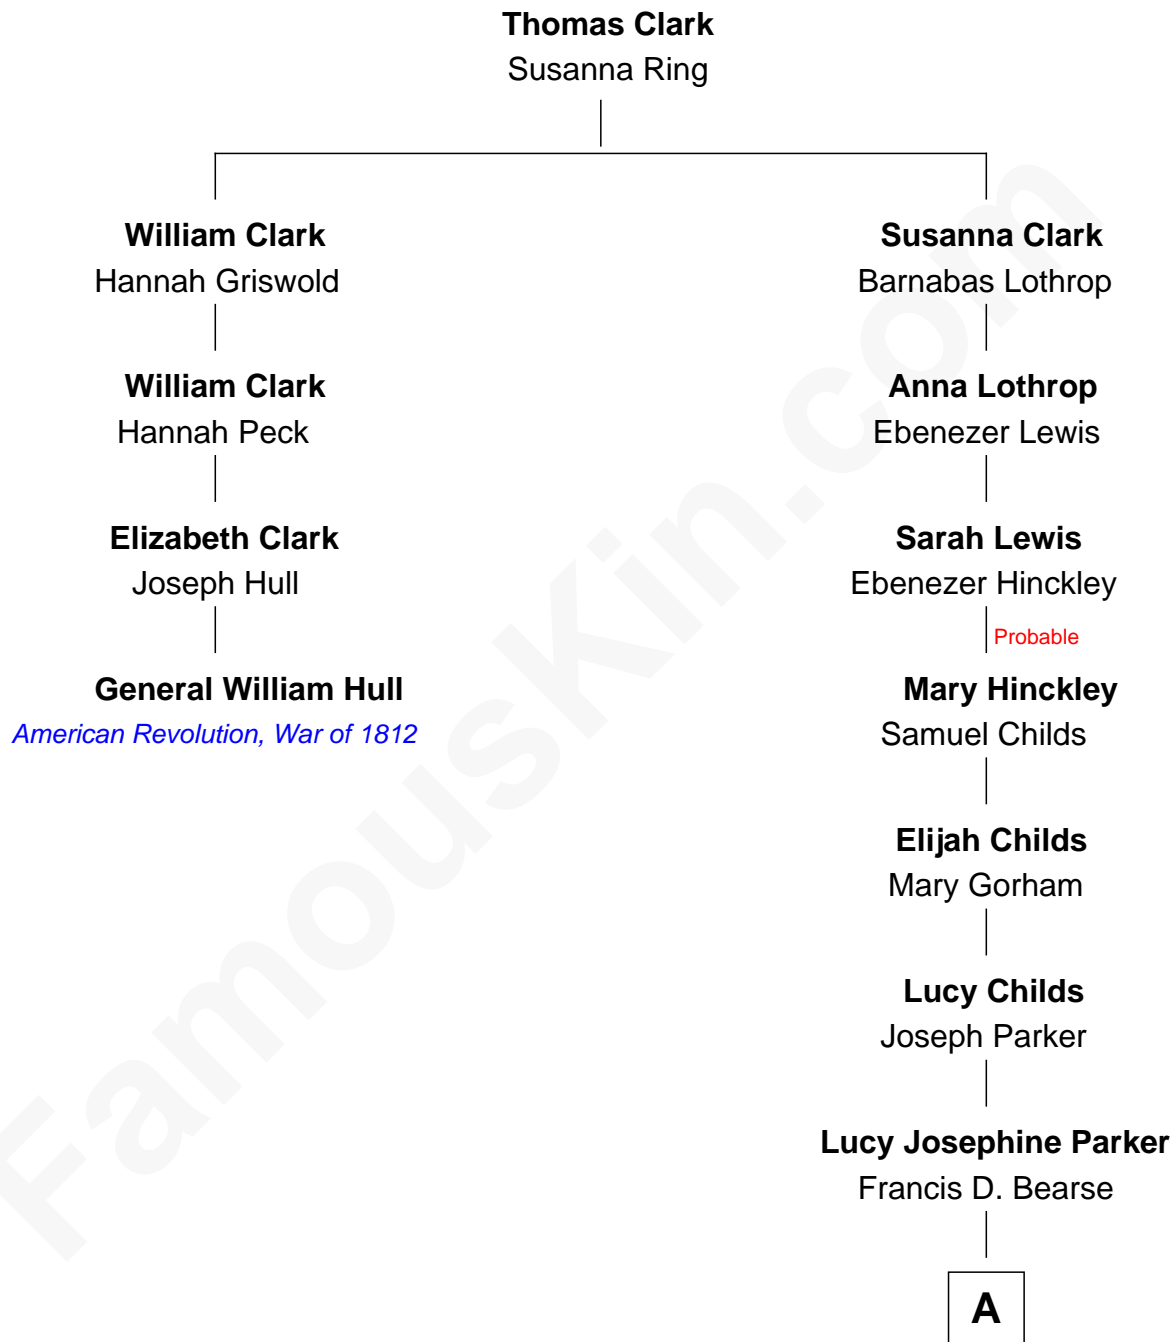 Thomas Clark
Susanna Ring
William Clark
Hannah Griswold
William Clark
Hannah Peck
Elizabeth Clark
Joseph Hull
General William Hull
American Revolution, War of 1812
Susanna Clark
Barnabas Lothrop
Anna Lothrop
Ebenezer Lewis
Sarah Lewis
Ebenezer Hinckley
Probable
Mary Hinckley
Samuel Childs
Elijah Childs
Mary Gorham
Lucy Childs
Joseph Parker
Lucy Josephine Parker
Francis D. Bearse
A
FamousKin.com